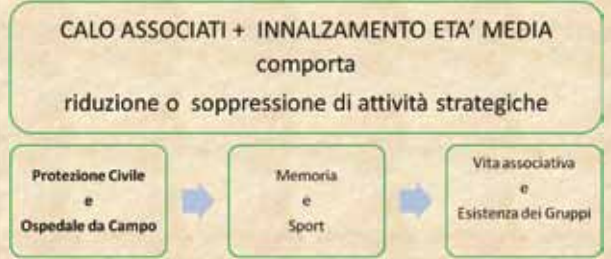 CALO ASSOCIATI + INNALZAMENTO ETA’ MEDIA
comporta
riduzione o soppressione di attività strategiche
Protezione Civile
e
Ospedale da Campo
Memoria
e
Sport
Vita associativa
e
Esistenza dei Gruppi